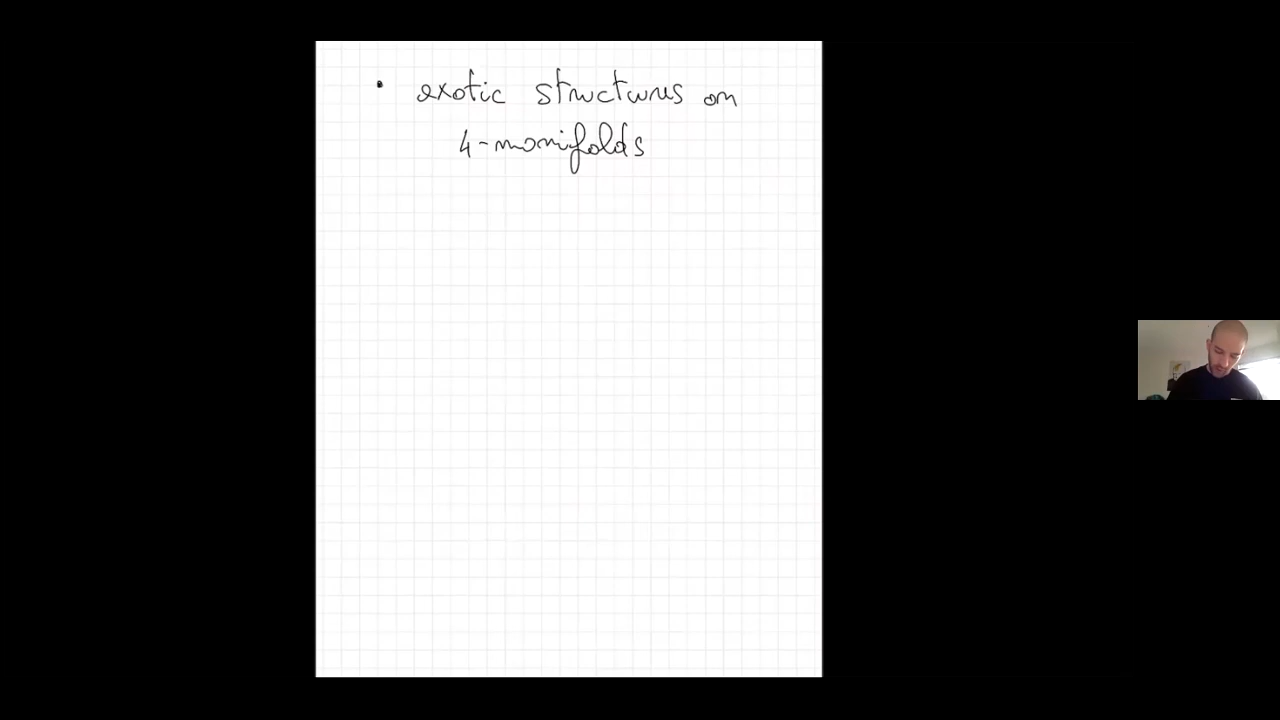 • exotic structures on
4-manifolds